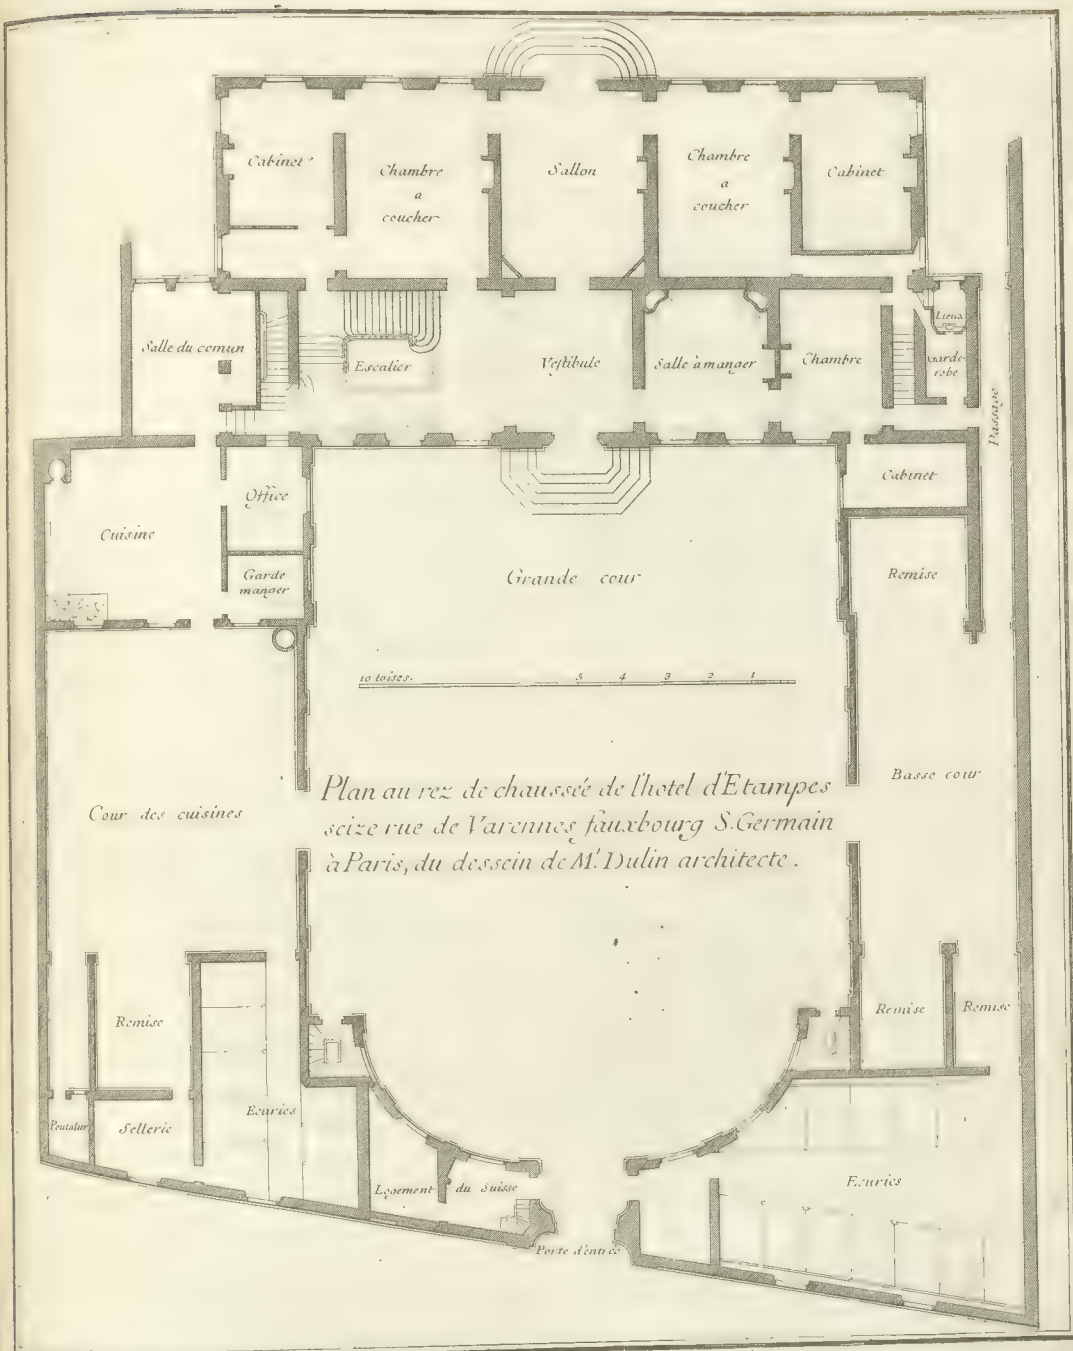 Cabinet
Chambre
a
coucher
Sallon
Chambre
a
coucher
Cabinet
Salle du comun
Escalier
Vestibule
Salle à manger
Chambre
Lieux
Garde
robe
Passage
Cuisine
Office
Garde
manger
Grande cour
Cabinet
Remise
10 toises. 5 4 3 2 1
Plan au rez de chaussée de l'hotel d'Etampes
seize rue de Varennes fauxbourg S. Germain
à Paris, du dessein de Mr. Dulin architecte.
Cour des cuisines
Basse cour
Remise
Remise
Remise
Sellerie
Ecuries
Logement du Suisse
Porte d'entrée
Ecuries